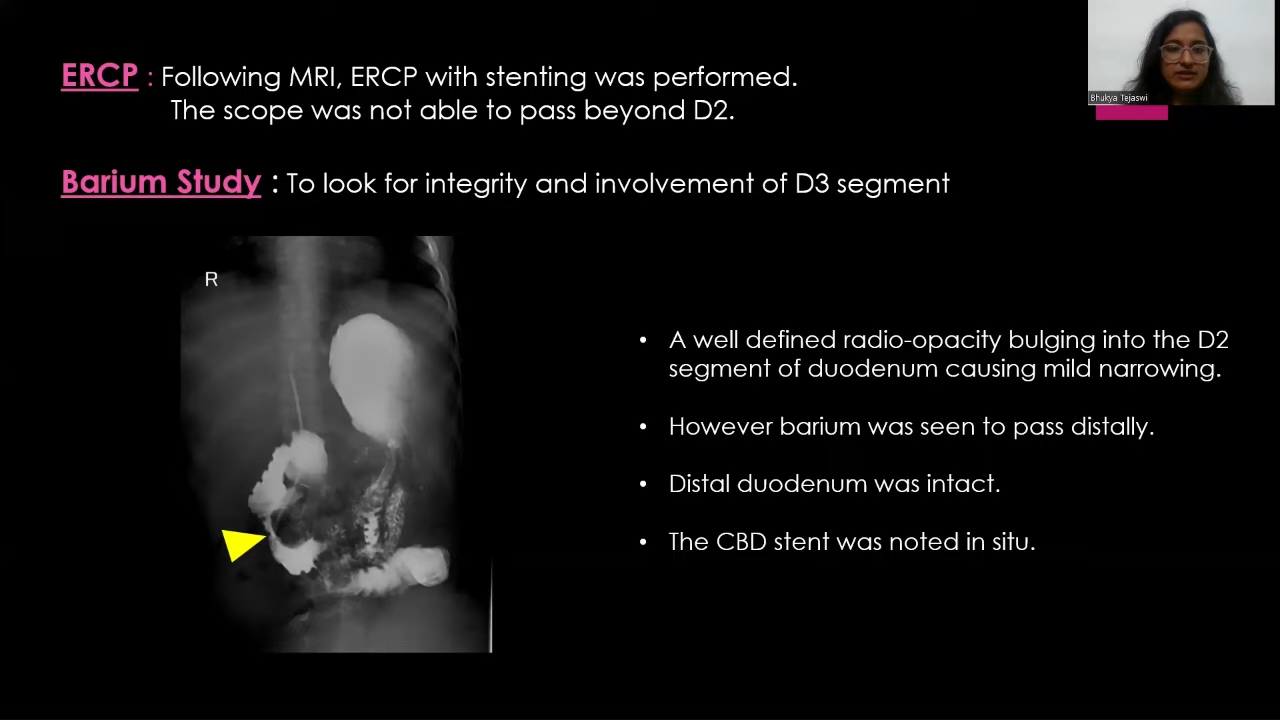 ERCP : Following MRI, ERCP with stenting was performed.
The scope was not able to pass beyond D2.
Bhukya Tejaswi
Barium Study : To look for integrity and involvement of D3 segment
R
• A well defined radio-opacity bulging into the D2
segment of duodenum causing mild narrowing.
• However barium was seen to pass distally.
• Distal duodenum was intact.
• The CBD stent was noted in situ.